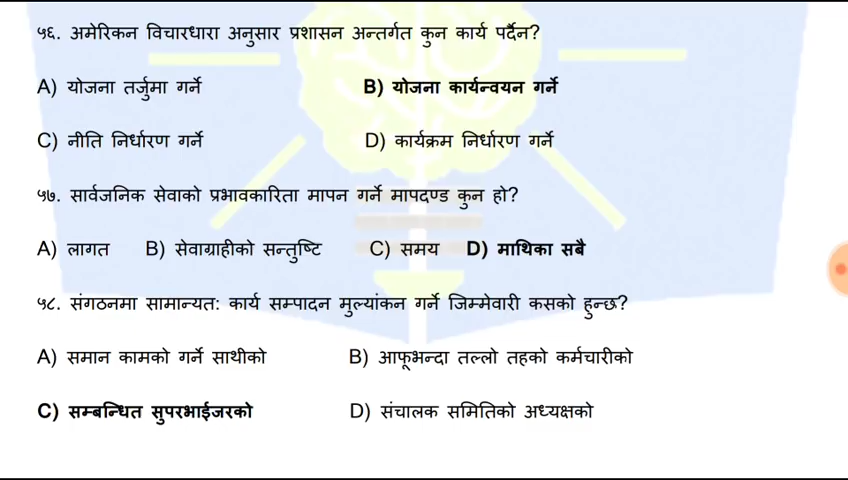 ५६. अमेरिकन विचारधारा अनुसार प्रशासन अन्तर्गत कुन कार्य पर्दैन?
A) योजना तर्जुमा गर्ने B) योजना कार्यन्वयन गर्ने
C) नीति निर्धारण गर्ने D) कार्यक्रम निर्धारण गर्ने
५७. सार्वजनिक सेवाको प्रभावकारिता मापन गर्ने मापदण्ड कुन हो?
A) लागत B) सेवाग्राहीको सन्तुष्टि C) समय D) माथिका सबै
५८. संगठनमा सामान्यत: कार्य सम्पादन मुल्यांकन गर्ने जिम्मेवारी कसको हुन्छ?
A) समान कामको गर्ने साथीको B) आफूभन्दा तल्लो तहको कर्मचारीको
C) सम्बन्धित सुपरभाईजरको D) संचालक समितिको अध्यक्षको